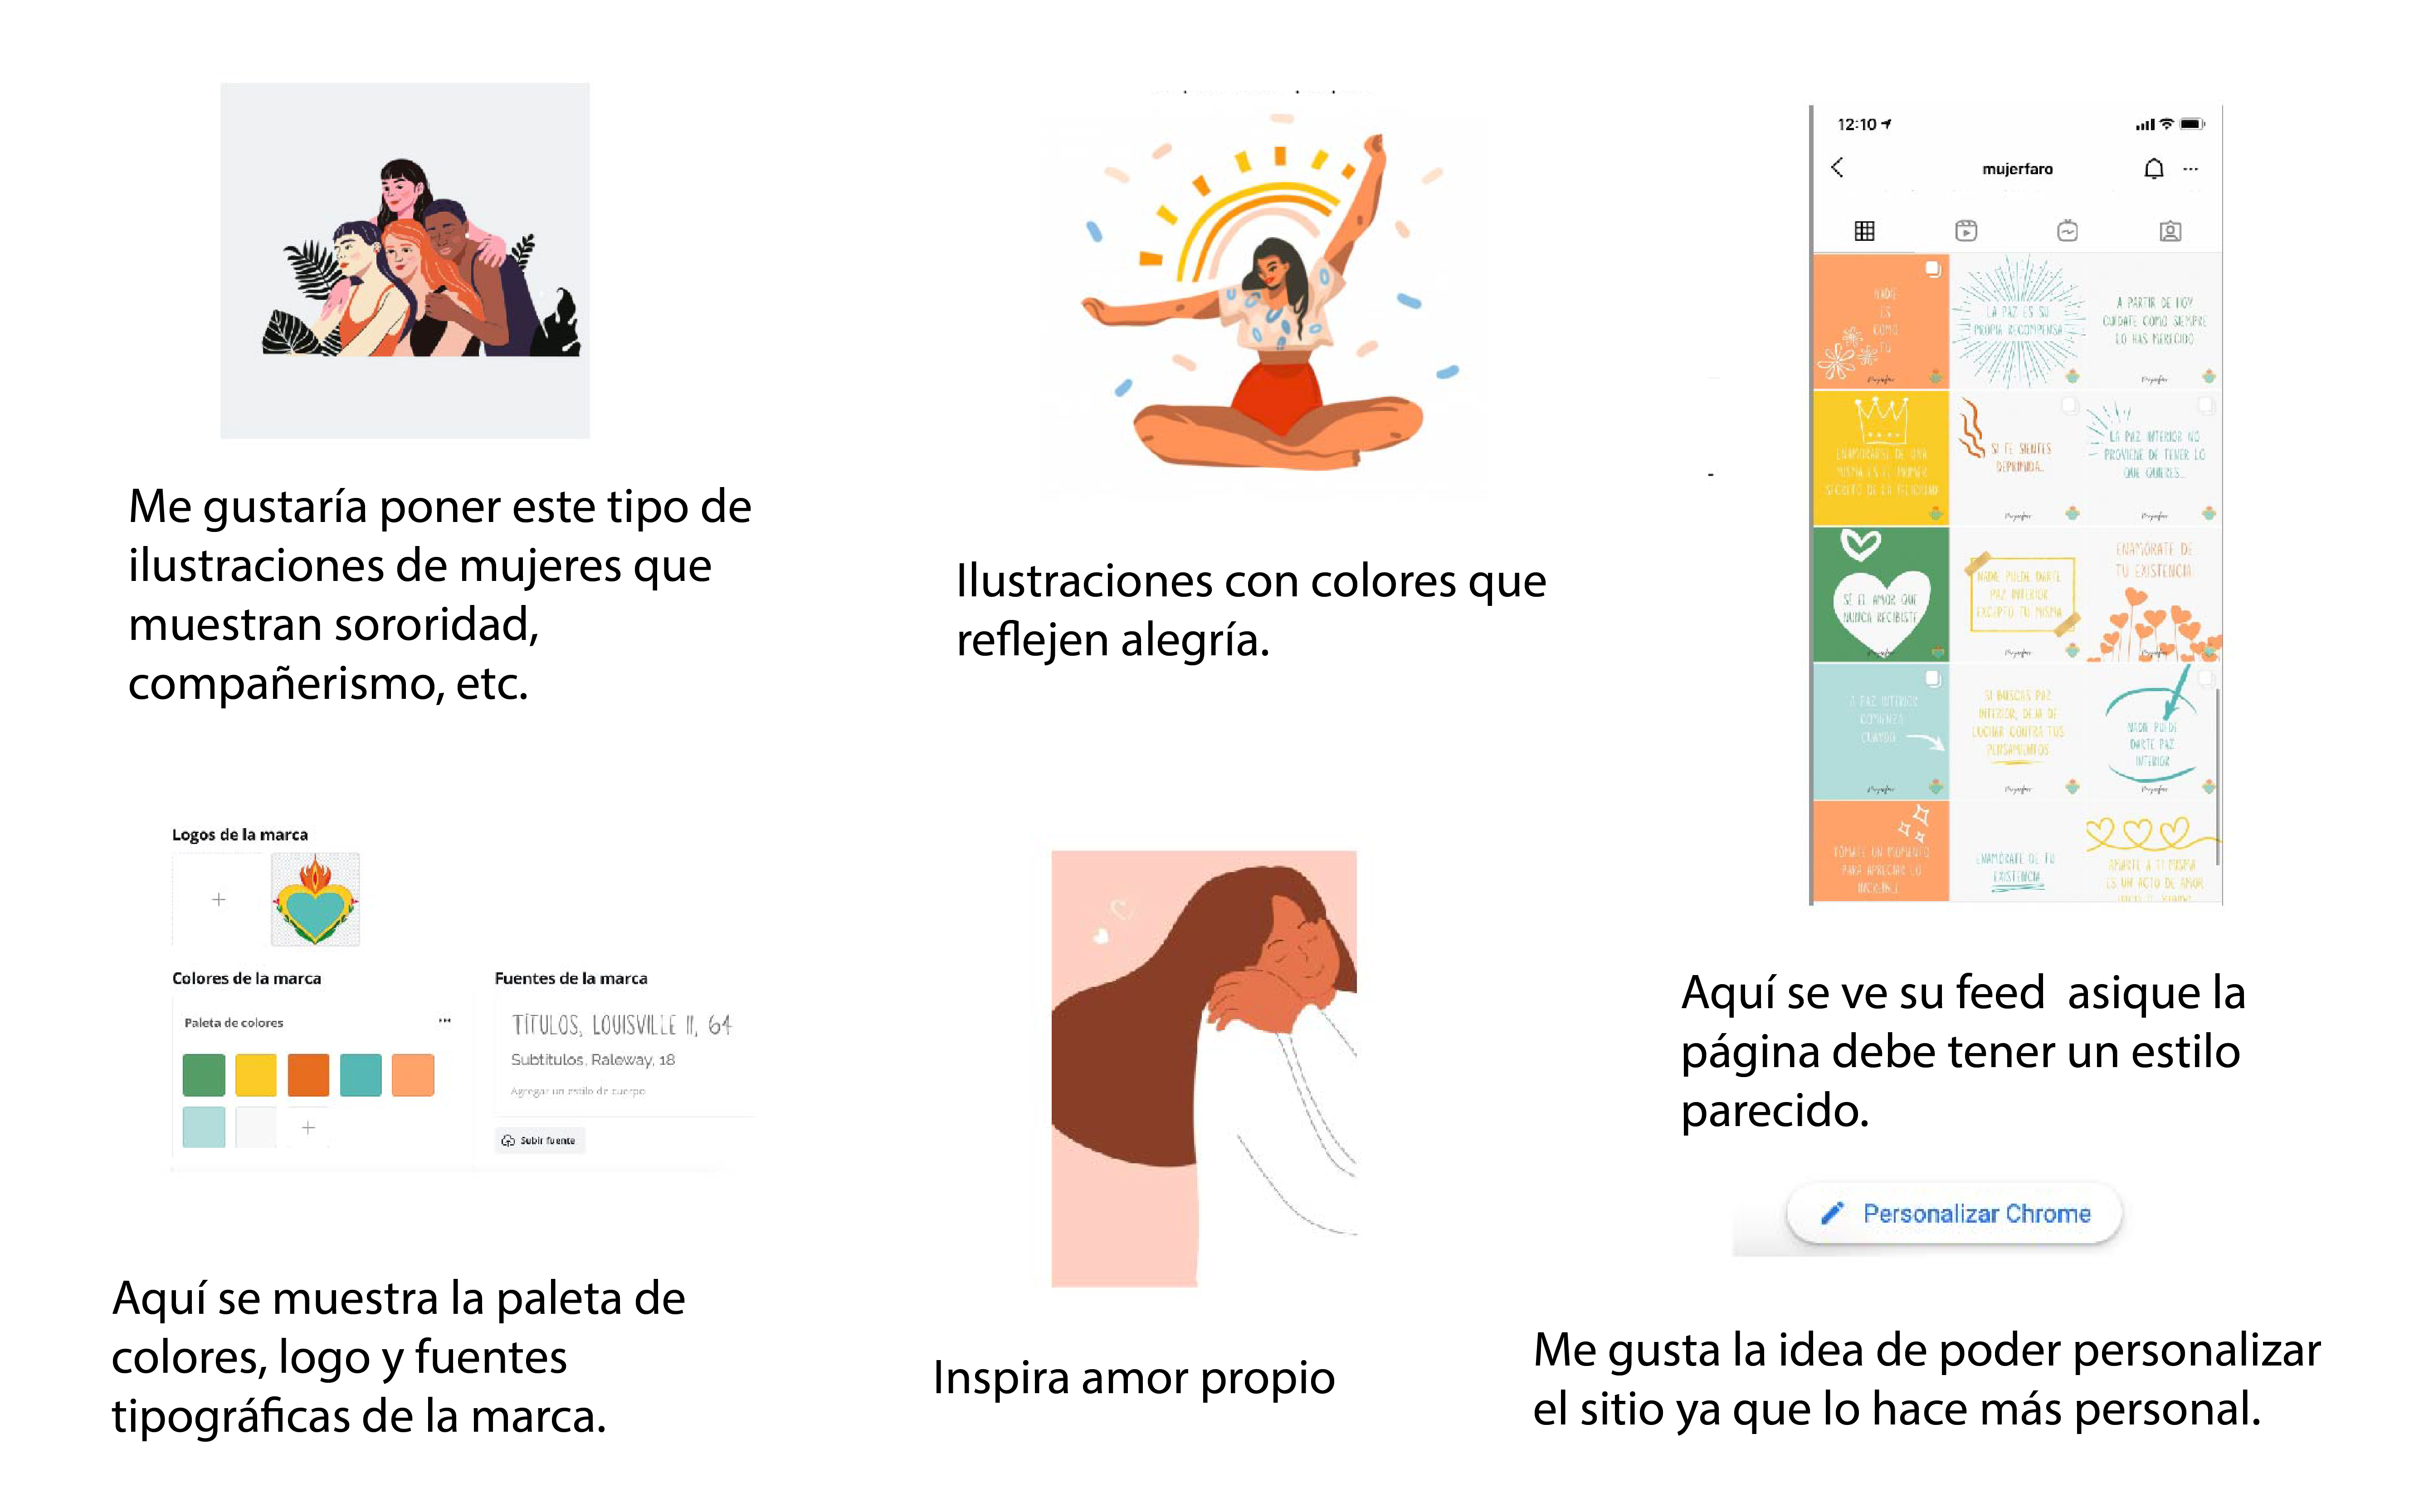 Me gustaría poner este tipo de
ilustraciones de mujeres que
muestran sororidad,
compañerismo, etc.
Ilustraciones con colores que
reflejen alegría.
12:10
mujerfaro
NADIE
ES
COMO
TU
LA PAZ ES SU
PROPIA RECOMPENSA
A PARTIR DE HOY
CUIDATE COMO SIEMPRE
LO HAS MERECIDO
ENAMORARSE DE UNA
MISMA ES EL PRIMER
SECRETO DE LA FELICIDAD
SI TE SIENTES
DEPRIMIDA...
LA PAZ INTERIOR NO
PROVIENE DE TENER LO
QUE QUIERES...
SÉ EL AMOR QUE
NUNCA RECIBISTE
NADIE PUEDE DARTE
PAZ INTERIOR
EXCEPTO TU MISMA
ENAMÓRATE DE
TU EXISTENCIA
A PAZ INTERIOR
COMIENZA
CUANDO
SI BUSCAS PAZ
INTERIOR, DEJA DE
LUCHAR CONTRA TUS
PENSAMIENTOS
NADIE PUEDE
DARTE PAZ
INTERIOR
TÓMATE UN MOMENTO
PARA APRECIAR LO
INCREIBLE
ENAMÓRATE DE TU
EXISTENCIA
AMARTE A TI MISMA
ES UN ACTO DE AMOR
Aquí se ve su feed  asique la
página debe tener un estilo
parecido.
Logos de la marca
Colores de la marca
Paleta de colores
Fuentes de la marca
TÍTULOS, LOUISVILLE II, 64
Subtítulos, Raleway, 18
Agregar un estilo de cuerpo
Subir fuente
Aquí se muestra la paleta de
colores, logo y fuentes
tipográficas de la marca.
Inspira amor propio
Personalizar Chrome
Me gusta la idea de poder personalizar
el sitio ya que lo hace más personal.